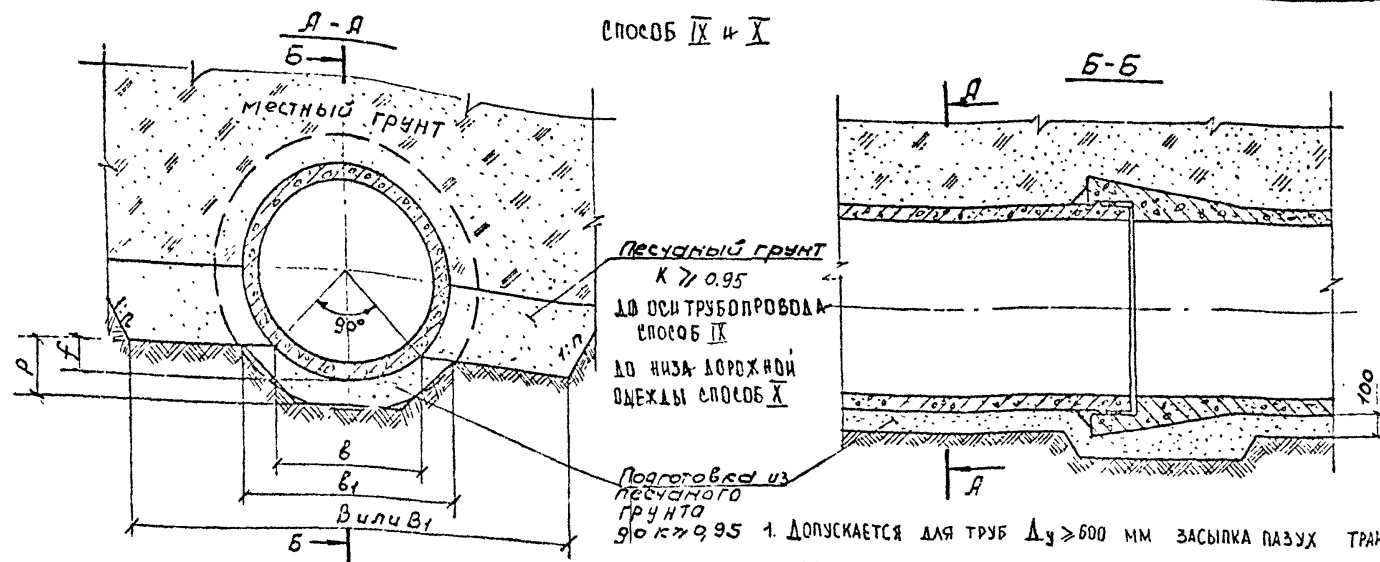 СПОСОБ IX и X
А-А
Б
местный грунт
90°
1:п
1:п
f
р
в
в₁
В или В₁
Б
Песчаный грунт
К ⩾ 0.95
ДО ОСИ ТРУБОПРОВОДА
СПОСОБ IX
ДО НИЗА ДОРОЖНОЙ
ОДЕЖДЫ СПОСОБ X
Подготовка из
песчаного
грунта
до к⩾0,95
Б-Б
А
100
А
1. ДОПУСКАЕТСЯ ДЛЯ ТРУБ Ду ⩾ 600 ММ ЗАСЫПКА ПАЗУХ